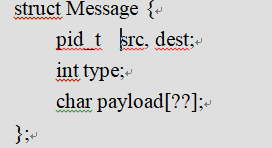 struct Message {
pid_t src, dest;
int type;
char payload[??];
};